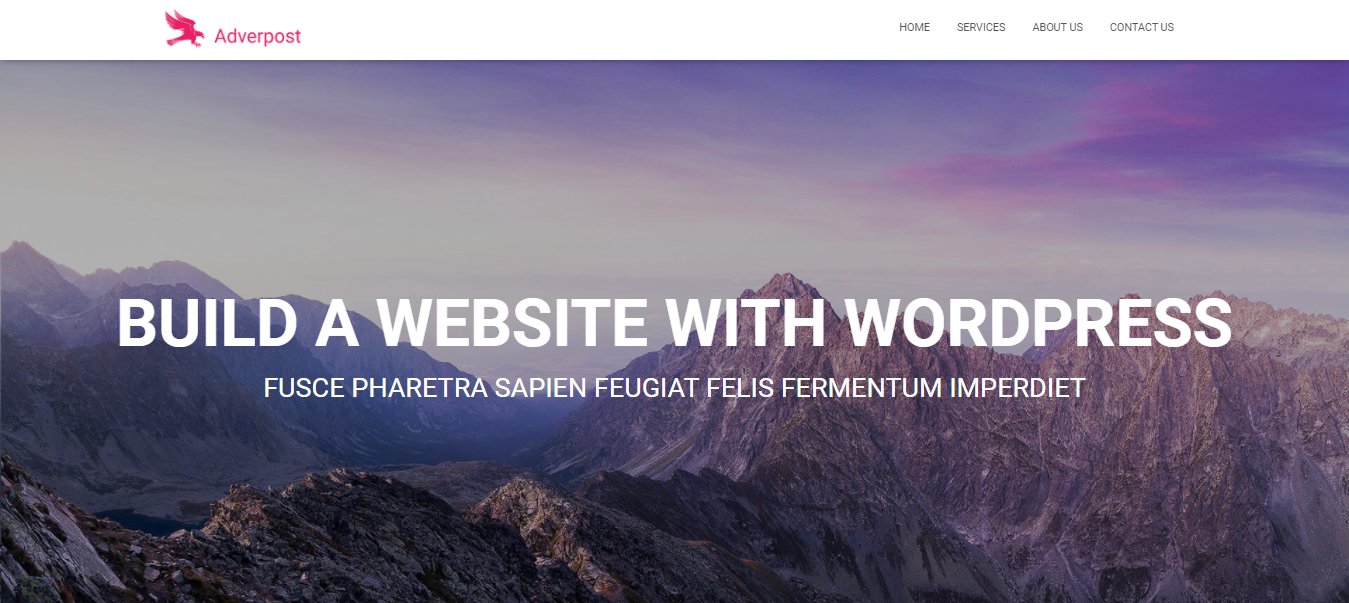 Adverpost
HOME SERVICES ABOUT US CONTACT US
BUILD A WEBSITE WITH WORDPRESS
FUSCE PHARETRA SAPIEN FEUGIAT FELIS FERMENTUM IMPERDIET